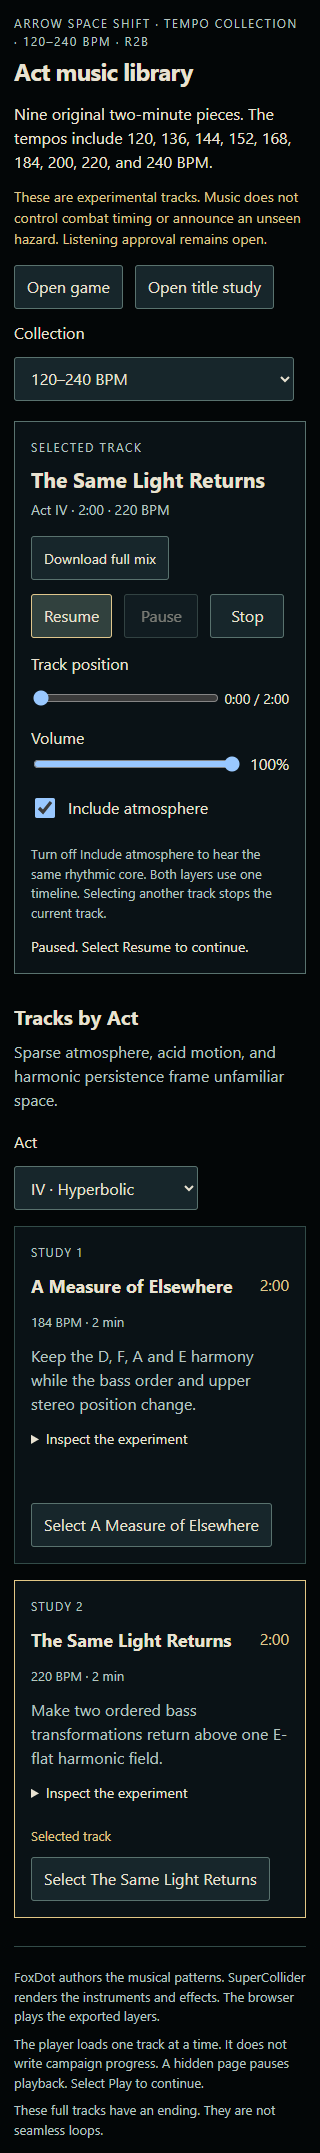 ARROW SPACE SHIFT · TEMPO COLLECTION
· 120–240 BPM · R2B
Act music library
Nine original two-minute pieces. The
tempos include 120, 136, 144, 152, 168,
184, 200, 220, and 240 BPM.
These are experimental tracks. Music does not
control combat timing or announce an unseen
hazard. Listening approval remains open.
Open game
Open title study
Collection
120–240 BPM
SELECTED TRACK
The Same Light Returns
Act IV · 2:00 · 220 BPM
Download full mix
Resume
Pause
Stop
Track position
0:00 / 2:00
Volume
100%
Include atmosphere
Turn off Include atmosphere to hear the
same rhythmic core. Both layers use one
timeline. Selecting another track stops the
current track.
Paused. Select Resume to continue.
Tracks by Act
Sparse atmosphere, acid motion, and
harmonic persistence frame unfamiliar
space.
Act
IV · Hyperbolic
STUDY 1
A Measure of Elsewhere 2:00
184 BPM · 2 min
Keep the D, F, A and E harmony
while the bass order and upper
stereo position change.
Inspect the experiment
Select A Measure of Elsewhere
STUDY 2
The Same Light Returns 2:00
220 BPM · 2 min
Make two ordered bass
transformations return above one E-
flat harmonic field.
Inspect the experiment
Selected track
Select The Same Light Returns
FoxDot authors the musical patterns. SuperCollider
renders the instruments and effects. The browser
plays the exported layers.
The player loads one track at a time. It does not
write campaign progress. A hidden page pauses
playback. Select Play to continue.
These full tracks have an ending. They are not
seamless loops.